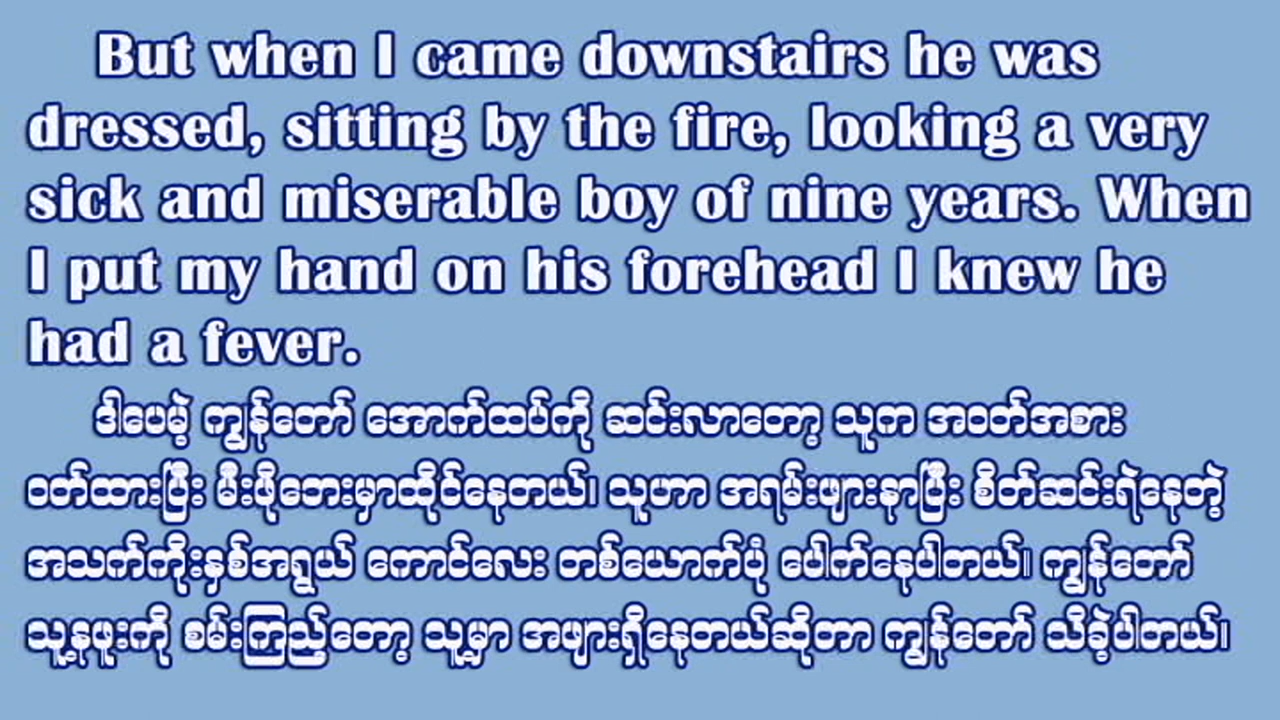 But when I came downstairs he was
dressed, sitting by the fire, looking a very
sick and miserable boy of nine years. When
I put my hand on his forehead I knew he
had a fever.
ဒါပေမဲ့ ကျွန်တော် အောက်ထပ်ကို ဆင်းလာတော့ သူက အဝတ်အစား
ဝတ်ထားပြီး မီးဖိုဘေးမှာထိုင်နေတယ်၊ သူဟာ အရမ်းဖျားနာပြီး စိတ်ဆင်းရဲနေတဲ့
အသက်ကိုးနှစ်အရွယ် ကောင်လေး တစ်ယောက်ပုံ ပေါက်နေပါတယ်။ ကျွန်တော်
သူ့နဖူးကို စမ်းကြည့်တော့ သူ့မှာ အဖျားရှိနေတယ်ဆိုတာ ကျွန်တော် သိခဲ့ပါတယ်။